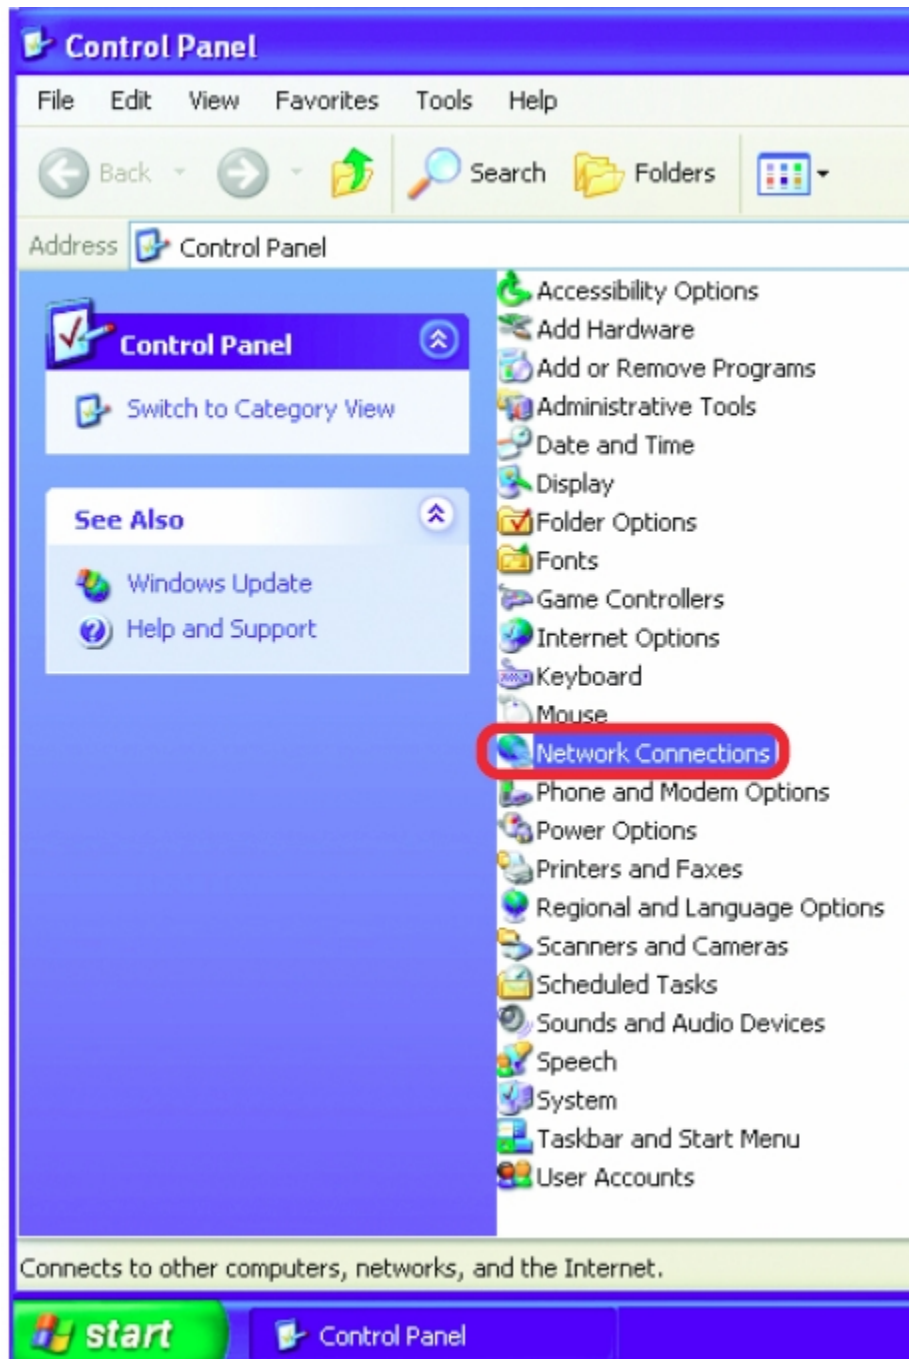 Control Panel
File Edit View Favorites Tools Help
Back Search Folders
Address Control Panel
Control Panel
Switch to Category View
See Also
Windows Update
Help and Support
Accessibility Options
Add Hardware
Add or Remove Programs
Administrative Tools
Date and Time
Display
Folder Options
Fonts
Game Controllers
Internet Options
Keyboard
Mouse
Network Connections
Phone and Modem Options
Power Options
Printers and Faxes
Regional and Language Options
Scanners and Cameras
Scheduled Tasks
Sounds and Audio Devices
Speech
System
Taskbar and Start Menu
User Accounts
Connects to other computers, networks, and the Internet.
start Control Panel